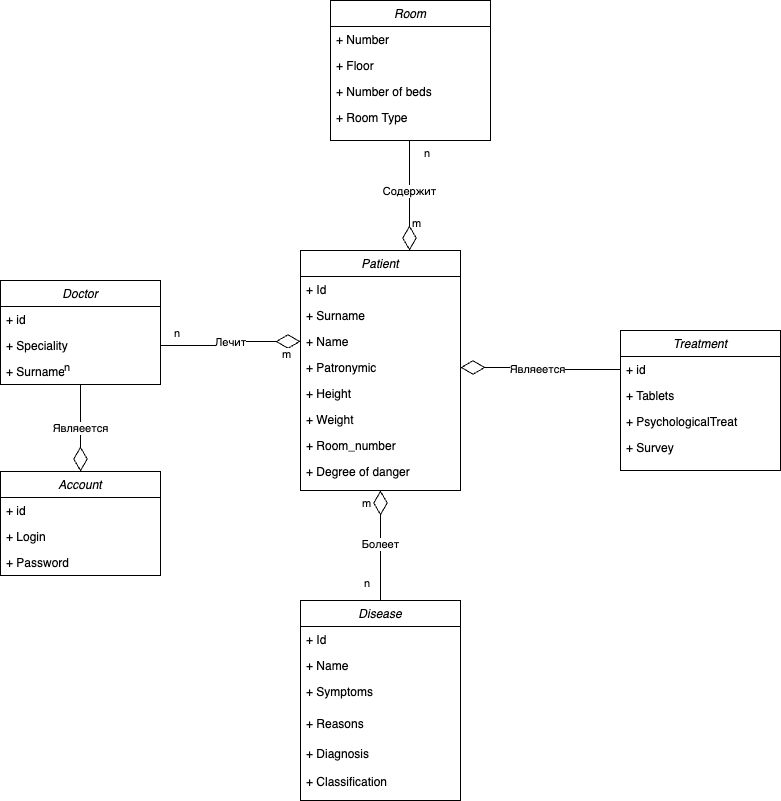 Room
+ Number
+ Floor
+ Number of beds
+ Room Type
n
Содержит
m
Patient
+ Id
+ Surname
+ Name
+ Patronymic
+ Height
+ Weight
+ Room_number
+ Degree of danger
Doctor
+ id
+ Speciality
+ Surname
n
n
Лечит
m
Являеется
Account
+ id
+ Login
+ Password
Являеется
Treatment
+ id
+ Tablets
+ PsychologicalTreat
+ Survey
m
Болеет
n
Disease
+ Id
+ Name
+ Symptoms
+ Reasons
+ Diagnosis
+ Classification